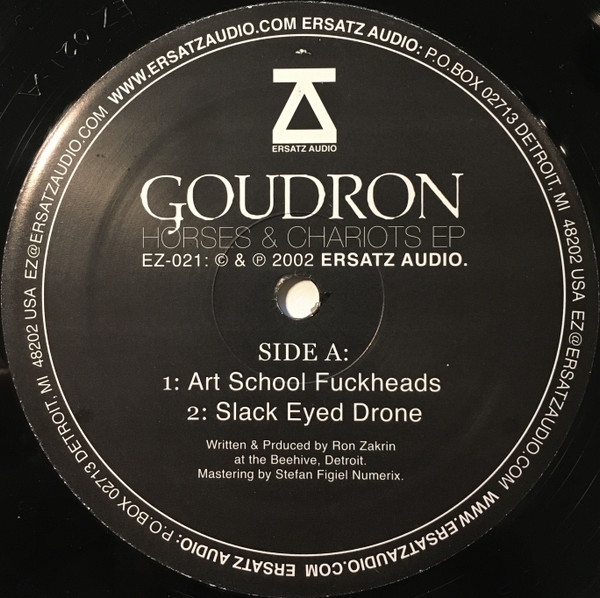 EZ 021-A
WWW.ERSATZAUDIO.COM ERSATZ AUDIO: P.O.BOX 02713 DETROIT, MI 48202 USA EZ@ERSATZAUDIO.COM WWW.ERSATZAUDIO.COM ERSATZ AUDIO: P.O.BOX 02713 DETROIT, MI 48202 USA EZ@ERSATZAUDIO.COM
ERSATZ AUDIO
GOUDRON
HORSES & CHARIOTS EP
EZ-021: © & ℗ 2002 ERSATZ AUDIO.
SIDE A:
1: Art School Fuckheads
2: Slack Eyed Drone
Written & Prduced by Ron Zakrin
at the Beehive, Detroit.
Mastering by Stefan Figiel Numerix.